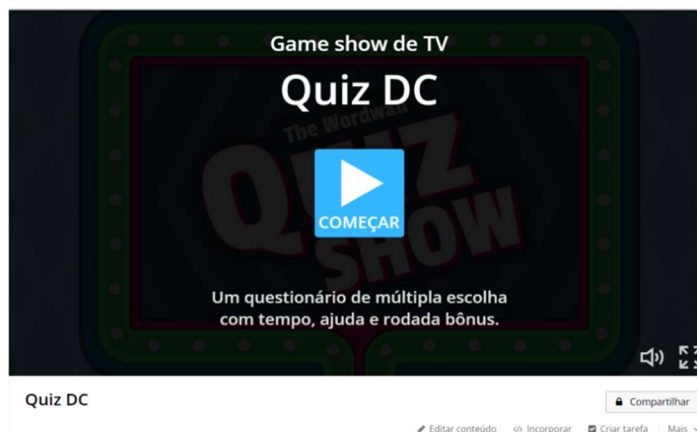 Game show de TV
Quiz DC
The Wordwall
QUIZ
SHOW
COMEÇAR
Um questionário de múltipla escolha
com tempo, ajuda e rodada bônus.
Quiz DC
Compartilhar
Editar conteúdo </> Incorporar Criar tarefa Mais